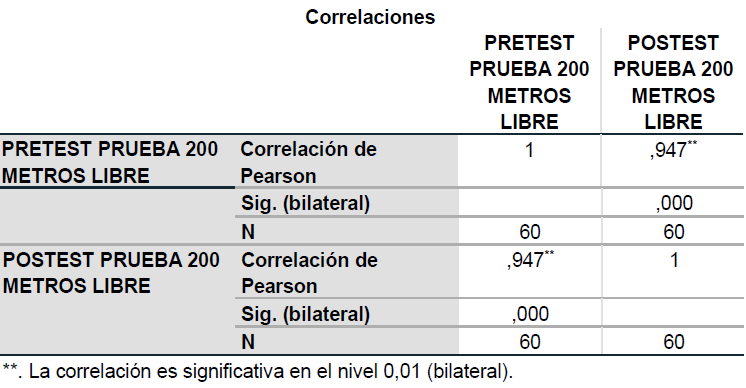 Correlaciones
PRETEST PRUEBA 200 METROS LIBRE POSTEST PRUEBA 200 METROS LIBRE
PRETEST PRUEBA 200 METROS LIBRE Correlación de Pearson 1 ,947**
Sig. (bilateral) ,000
N 60 60
POSTEST PRUEBA 200 METROS LIBRE Correlación de Pearson ,947** 1
Sig. (bilateral) ,000
N 60 60
**. La correlación es significativa en el nivel 0,01 (bilateral).